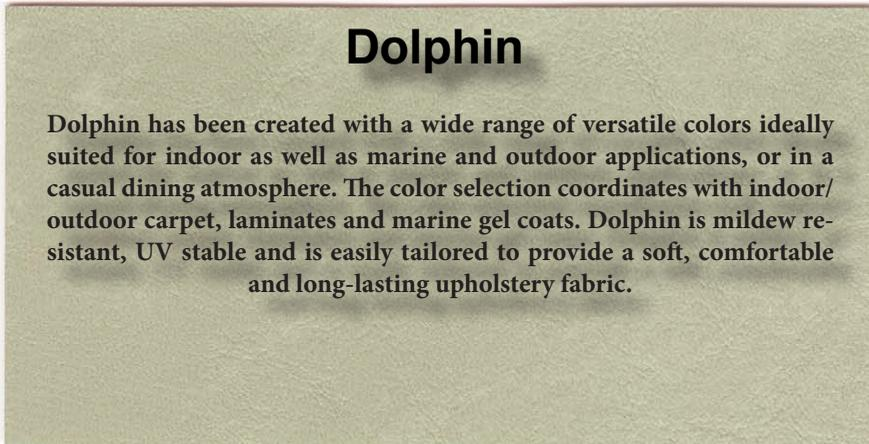 Dolphin
Dolphin has been created with a wide range of versatile colors ideally
suited for indoor as well as marine and outdoor applications, or in a
casual dining atmosphere. The color selection coordinates with indoor/
outdoor carpet, laminates and marine gel coats. Dolphin is mildew re-
sistant, UV stable and is easily tailored to provide a soft, comfortable
and long-lasting upholstery fabric.